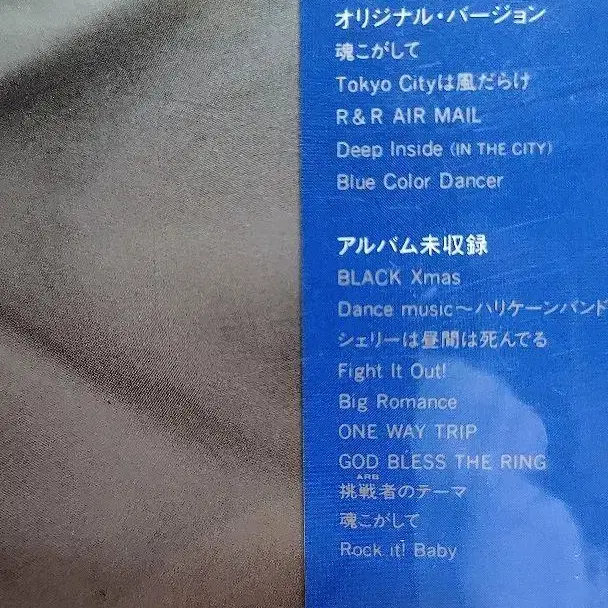 オリジナル・バージョン
魂こがして
Tokyo Cityは風だらけ
R&R AIR MAIL
Deep Inside (IN THE CITY)
Blue Color Dancer
アルバム未収録
BLACK Xmas
Dance music〜ハリケーンバンド
シェリーは昼間は死んでる
Fight It Out!
Big Romance
ONE WAY TRIP
GOD BLESS THE RING
ARB
挑戦者のテーマ
魂こがして
Rock it! Baby